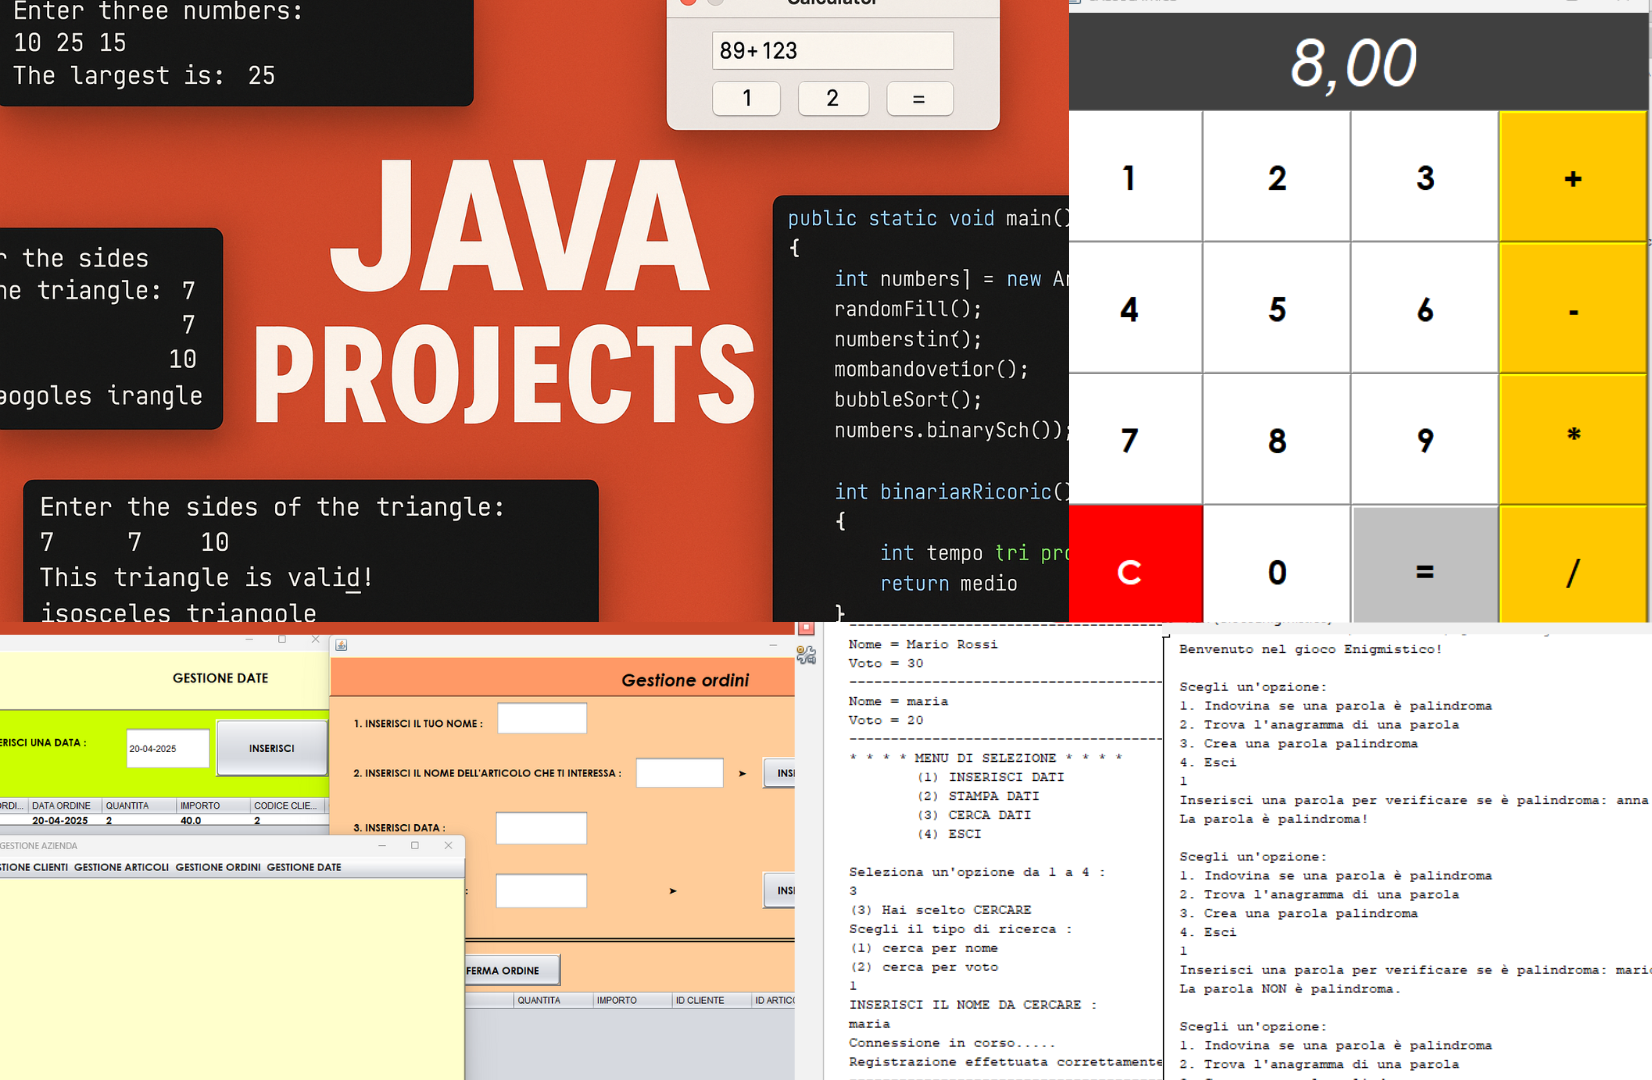 Enter three numbers:
10 25 15
The largest is: 25
Calculator
89+123
1 2 =
JAVA
PROJECTS
r the sides
ne triangle: 7
7
10
aogoles irangle
Enter the sides of the triangle:
7 7 10
This triangle is valid!
isosceles triangole
public static void main()
{
int numbers] = new Ar
randomFill();
numberstin();
mombandovetior();
bubbleSort();
numbers.binarySch());
int binariaRRicoric()
{
int tempo tri pro
return medio
}
8,00
1 2 3 +
4 5 6 -
7 8 9 *
C 0 = /
GESTIONE DATE
ERISCI UNA DATA :
20-04-2025
INSERISCI
ORDI... DATA ORDINE QUANTITA IMPORTO CODICE CLIE...
20-04-2025 2 40.0 2
GESTIONE AZIENDA
STIONE CLIENTI GESTIONE ARTICOLI GESTIONE ORDINI GESTIONE DATE
Gestione ordini
1. INSERISCI IL TUO NOME :
2. INSERISCI IL NOME DELL'ARTICOLO CHE TI INTERESSA : ➤ INSE
3. INSERISCI DATA :
: ➤ INSE
FERMA ORDINE
QUANTITA IMPORTO ID CLIENTE ID ARTICO
Nome = Mario Rossi
Voto = 30
Nome = maria
Voto = 20
* * * * MENU DI SELEZIONE * * * *
(1) INSERISCI DATI
(2) STAMPA DATI
(3) CERCA DATI
(4) ESCI
Seleziona un'opzione da 1 a 4 :
3
(3) Hai scelto CERCARE
Scegli il tipo di ricerca :
(1) cerca per nome
(2) cerca per voto
1
INSERISCI IL NOME DA CERCARE :
maria
Connessione in corso.....
Registrazione effettuata correttamente
Benvenuto nel gioco Enigmistico!
Scegli un'opzione:
1. Indovina se una parola è palindroma
2. Trova l'anagramma di una parola
3. Crea una parola palindroma
4. Esci
1
Inserisci una parola per verificare se è palindroma: anna
La parola è palindroma!
Scegli un'opzione:
1. Indovina se una parola è palindroma
2. Trova l'anagramma di una parola
3. Crea una parola palindroma
4. Esci
1
Inserisci una parola per verificare se è palindroma: mario
La parola NON è palindroma.
Scegli un'opzione:
1. Indovina se una parola è palindroma
2. Trova l'anagramma di una parola